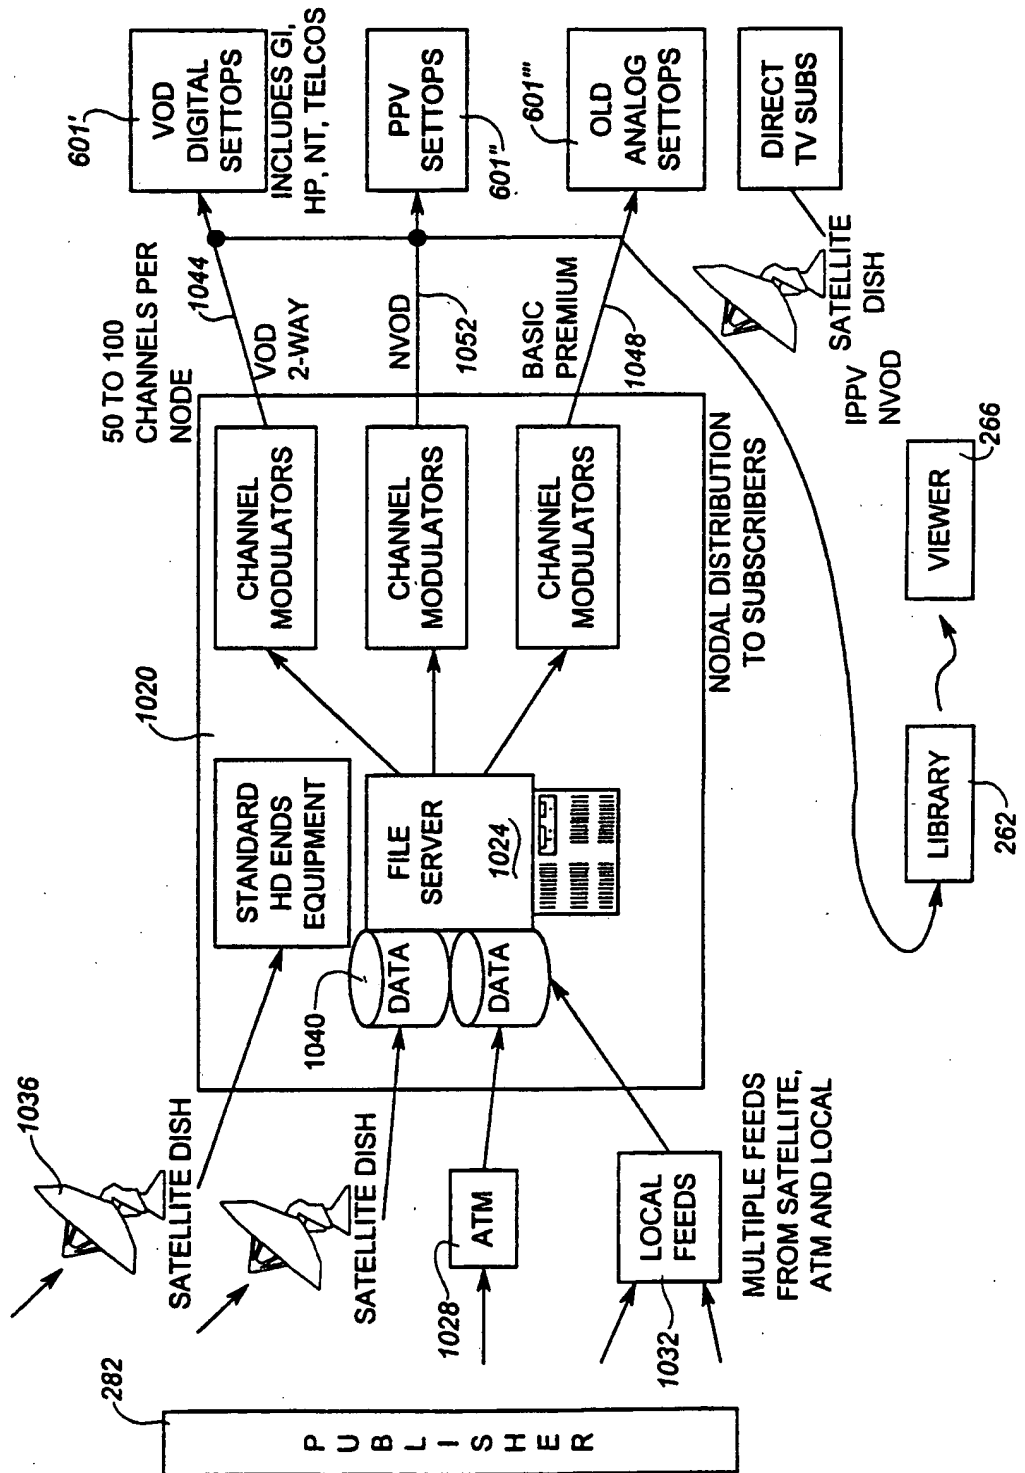 282
PUBLISHER
1036
SATELLITE DISH
SATELLITE DISH
1028
ATM
1032
LOCAL
FEEDS
MULTIPLE FEEDS
FROM SATELLITE,
ATM AND LOCAL
1020
STANDARD
HD ENDS
EQUIPMENT
1040
DATA
DATA
FILE
SERVER
1024
CHANNEL
MODULATORS
CHANNEL
MODULATORS
CHANNEL
MODULATORS
NODAL DISTRIBUTION
TO SUBSCRIBERS
50 TO 100
CHANNELS PER
NODE
1044
VOD
2-WAY
NVOD
1052
BASIC
PREMIUM
1048
601'
VOD
DIGITAL
SETTOPS
INCLUDES GI,
HP, NT, TELCOS
PPV
SETTOPS
601"
601'''
OLD
ANALOG
SETTOPS
DIRECT
TV SUBS
SATELLITE
DISH
IPPV
NVOD
LIBRARY
262
VIEWER
266